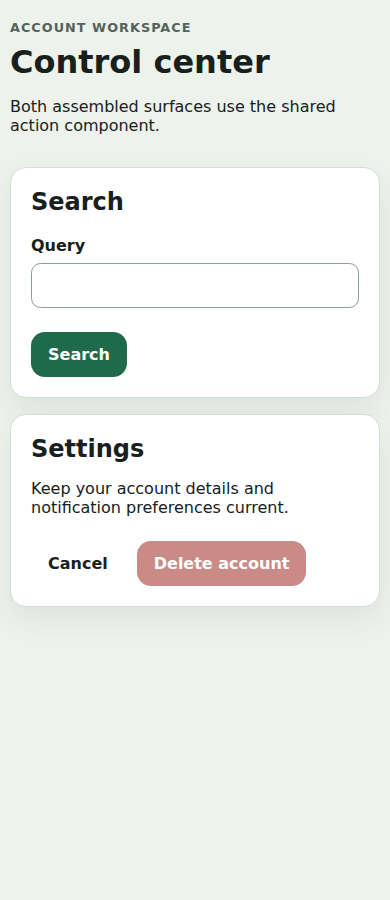 ACCOUNT WORKSPACE
Control center
Both assembled surfaces use the shared
action component.
Search
Query
Search
Settings
Keep your account details and
notification preferences current.
Cancel Delete account